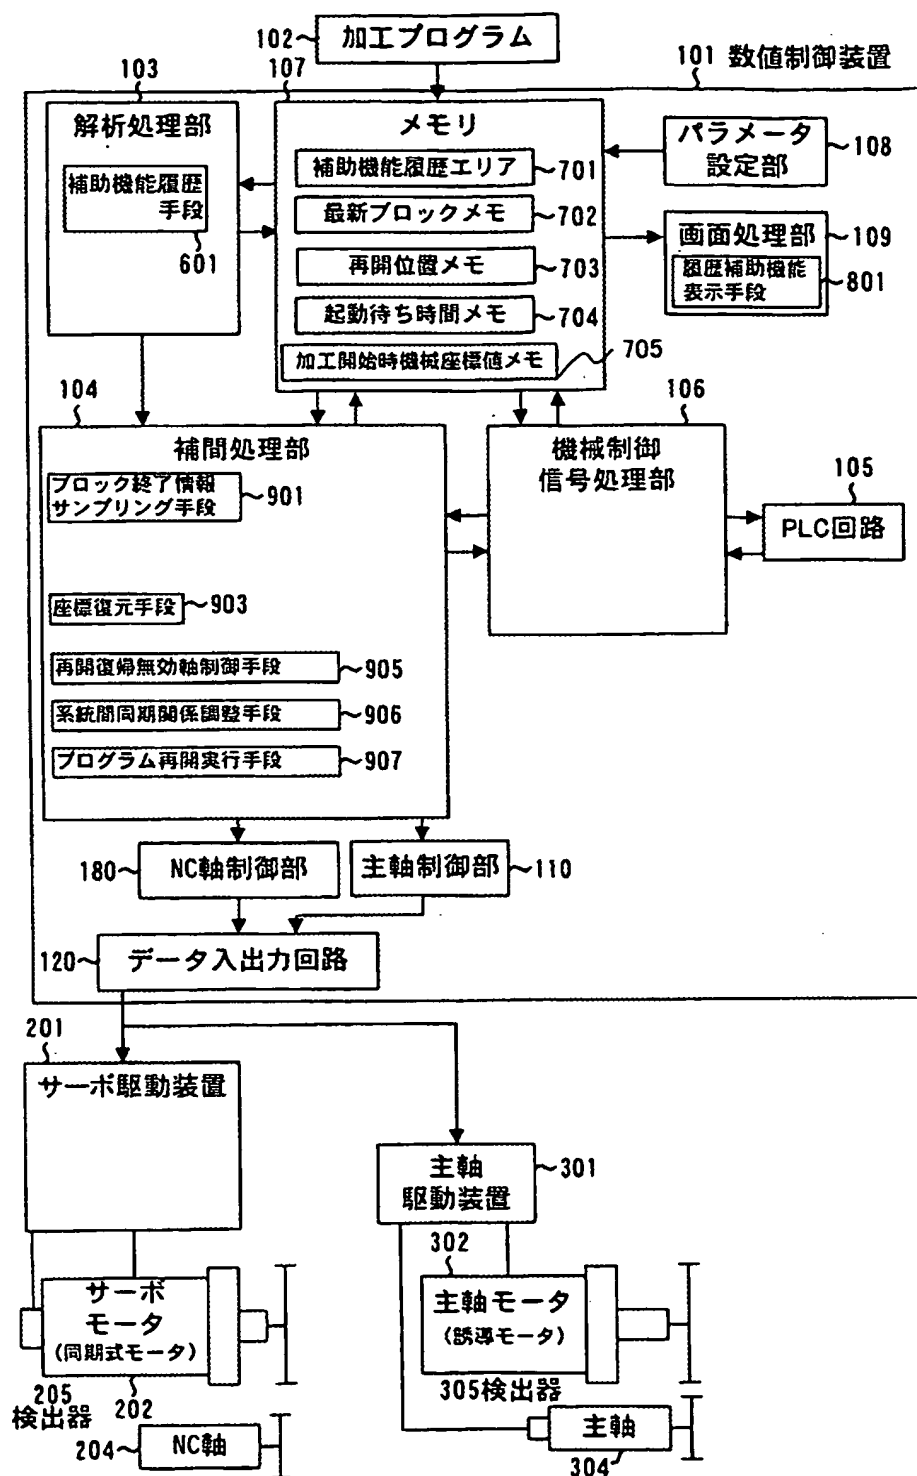 102
加工プログラム
101 数値制御装置
103
107
解析処理部
補助機能履歴
手段
601
メモリ
補助機能履歴エリア
701
最新ブロックメモ
702
再開位置メモ
703
起動待ち時間メモ
704
加工開始時機械座標値メモ
705
パラメータ
設定部
108
画面処理部
109
履歴補助機能
表示手段
801
104
補間処理部
ブロック終了情報
サンプリング手段
901
座標復元手段
903
再開復帰無効軸制御手段
905
系統間同期関係調整手段
906
プログラム再開実行手段
907
106
機械制御
信号処理部
105
PLC回路
180
NC軸制御部
主軸制御部
110
120
データ入出力回路
201
サーボ駆動装置
主軸
駆動装置
301
サーボ
モータ
(同期式モータ)
205
検出器
202
302
主軸モータ
(誘導モータ)
305検出器
204
NC軸
主軸
304